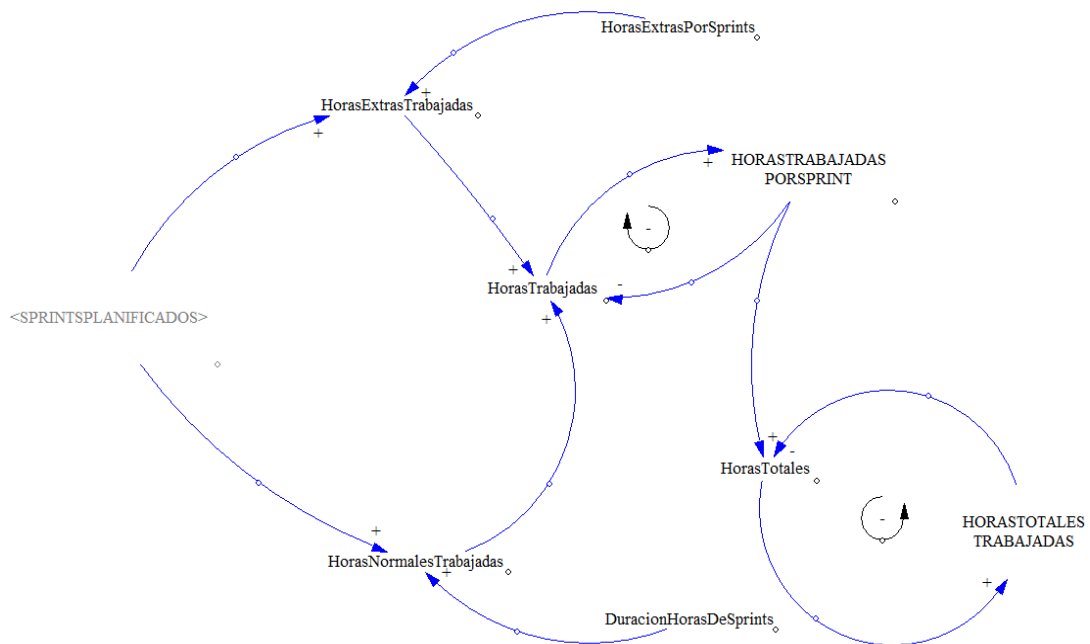 HorasExtrasPorSprints
+
HorasExtrasTrabajadas
+
+
HORASTRABAJADAS
PORSPRINT
-
+
HorasTrabajadas
-
+
<SPRINTSPLANIFICADOS>
+
-
HorasTotales
-
HORASTOTALES
TRABAJADAS
+
HorasNormalesTrabajadas
+
+
DuracionHorasDeSprints